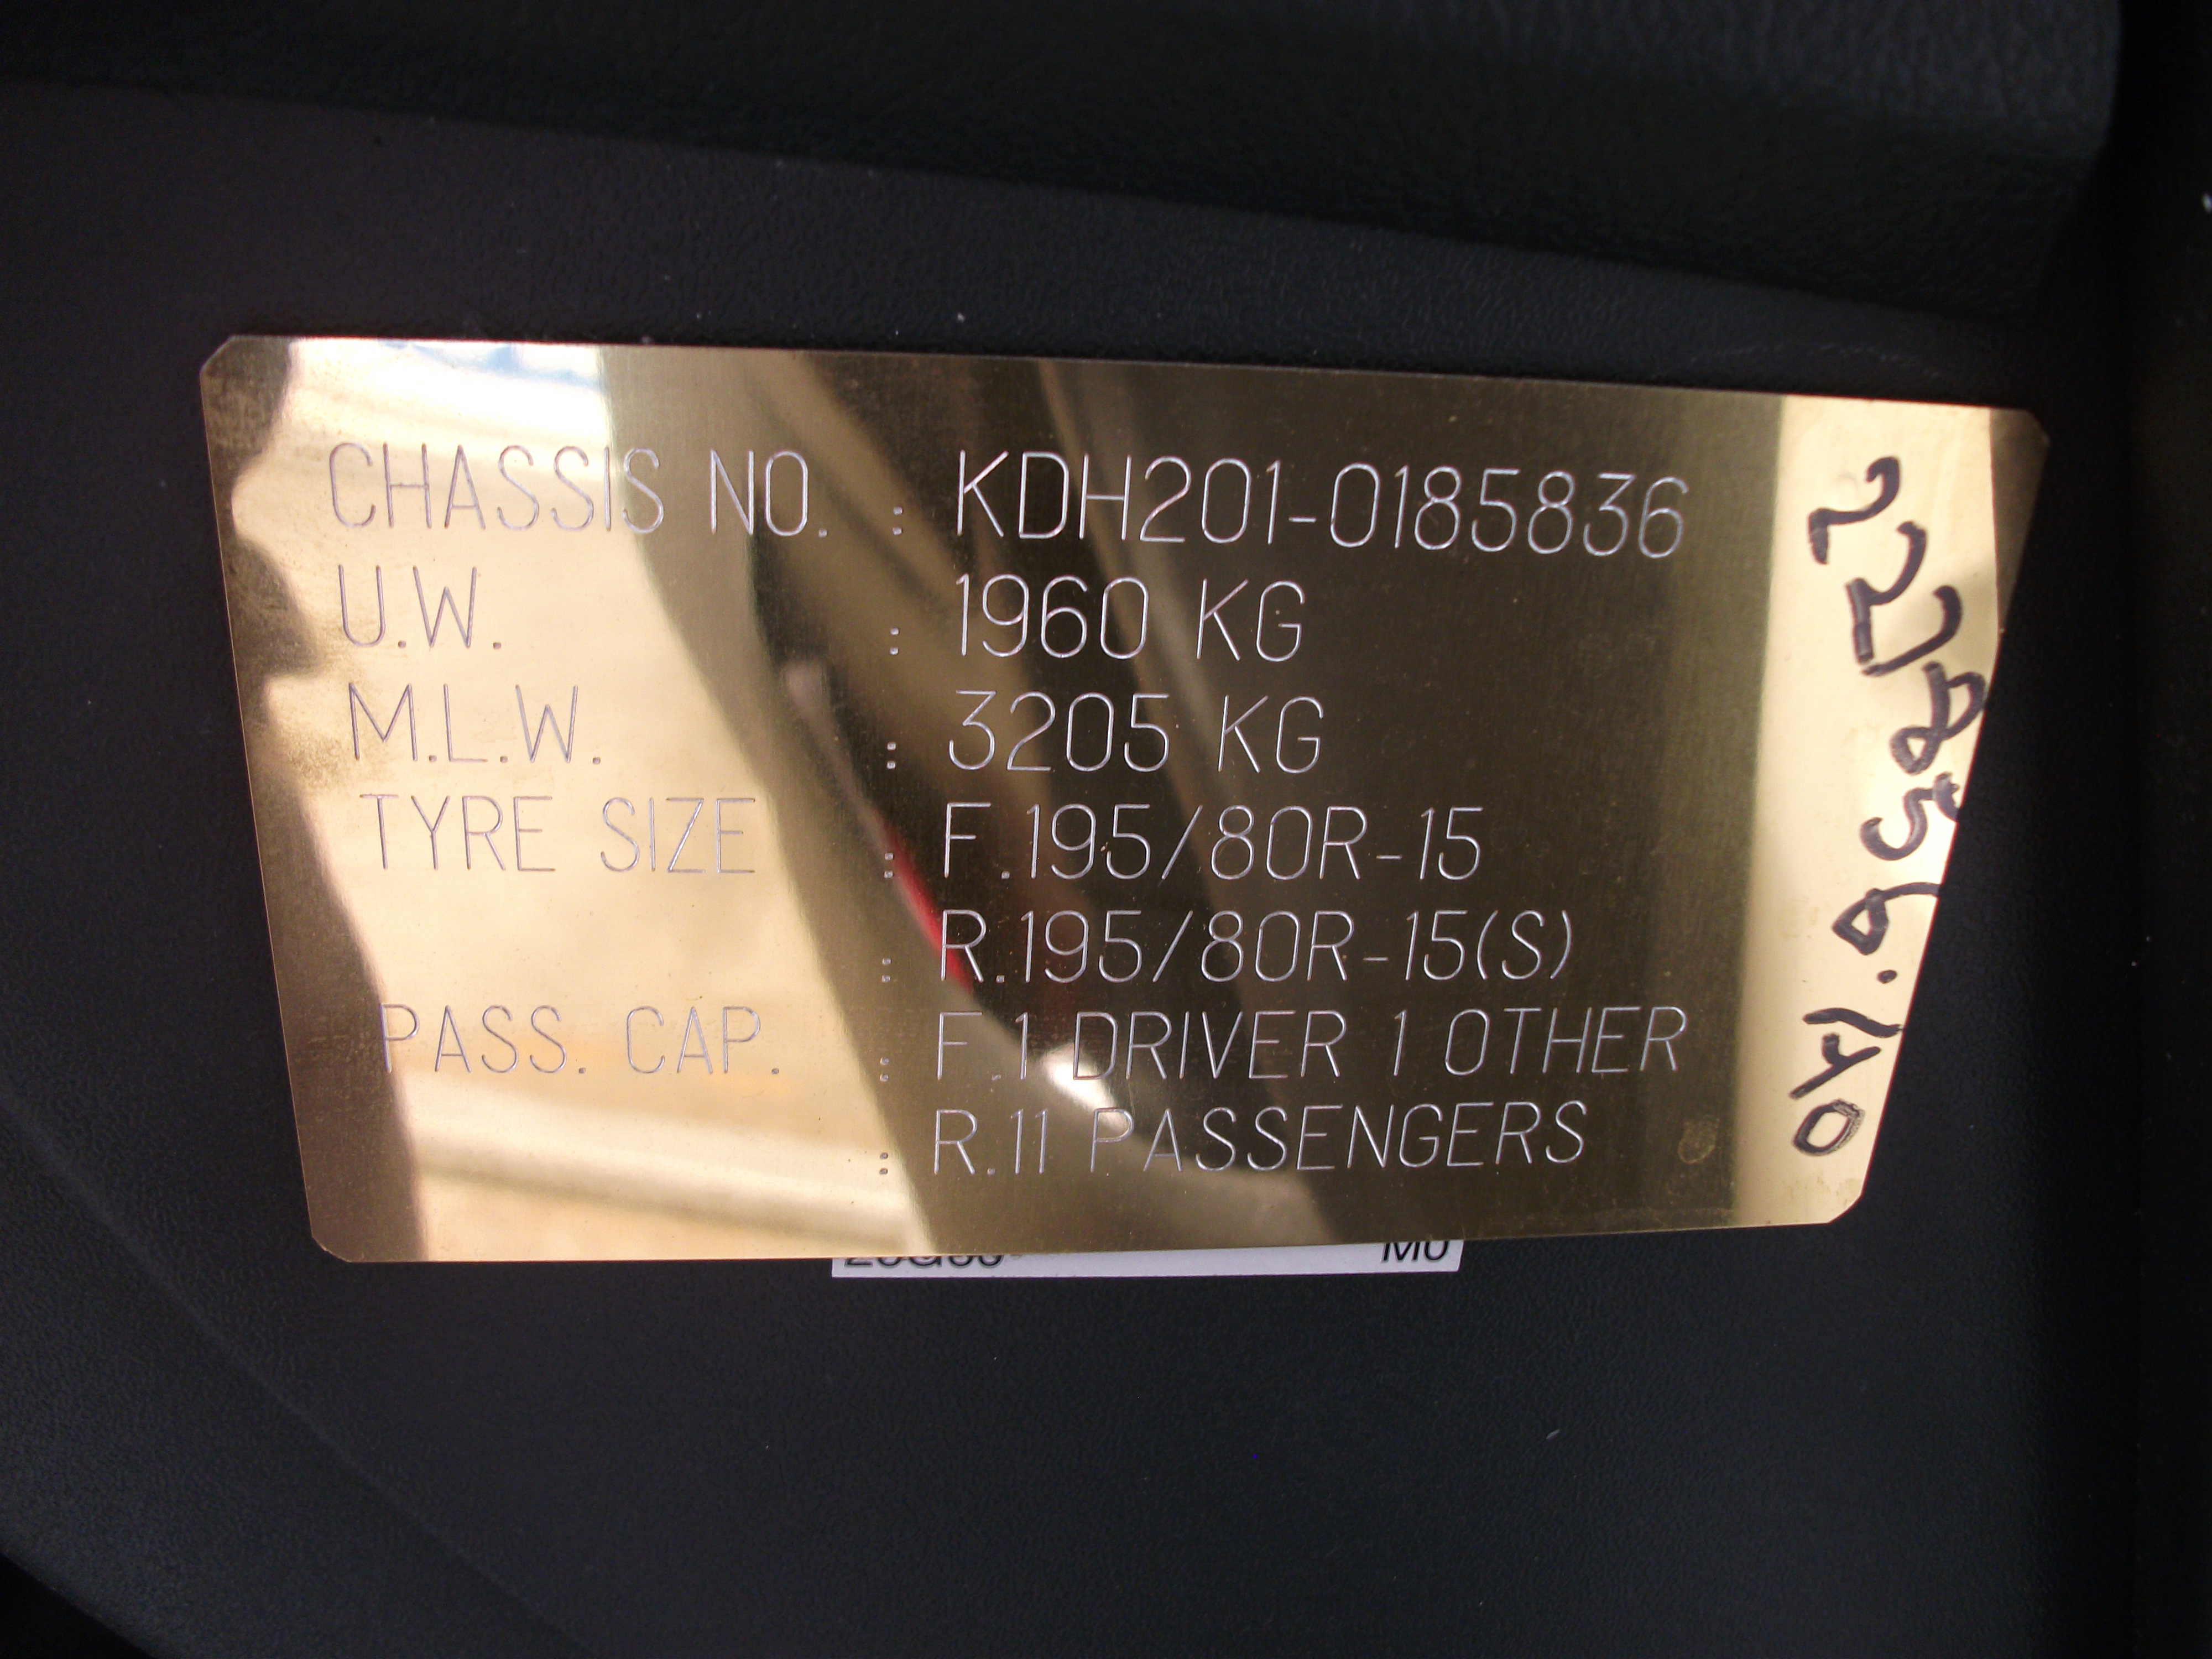 CHASSIS NO. : KDH201-0185836
U.W. : 1960 KG
M.L.W. : 3205 KG
TYRE SIZE : F.195/80R-15
: R.195/80R-15(S)
PASS. CAP. : F.1 DRIVER 1 OTHER
: R.11 PASSENGERS